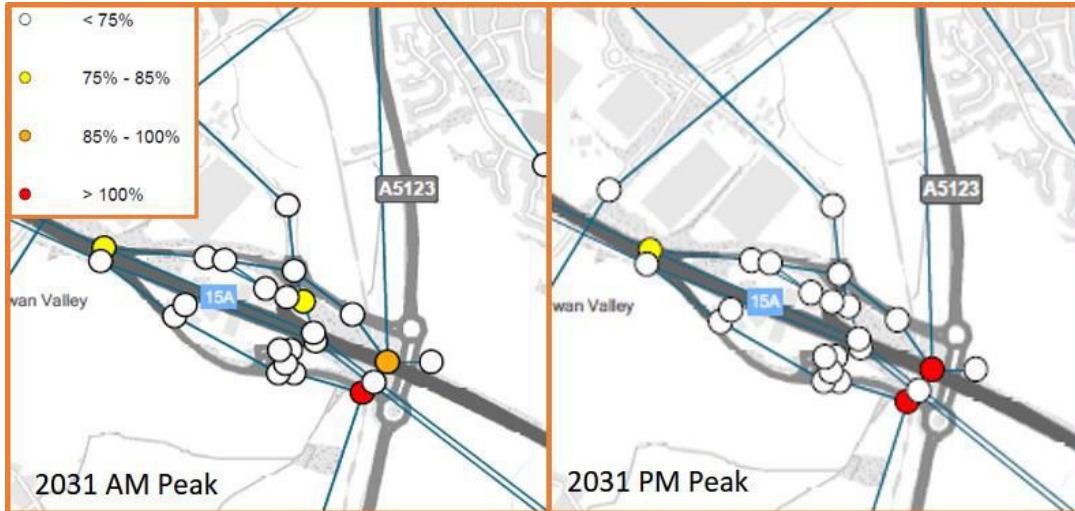 < 75%
75% - 85%
85% - 100%
> 100%
A5123
wan Valley
15A
2031 AM Peak
A5123
wan Valley
15A
2031 PM Peak